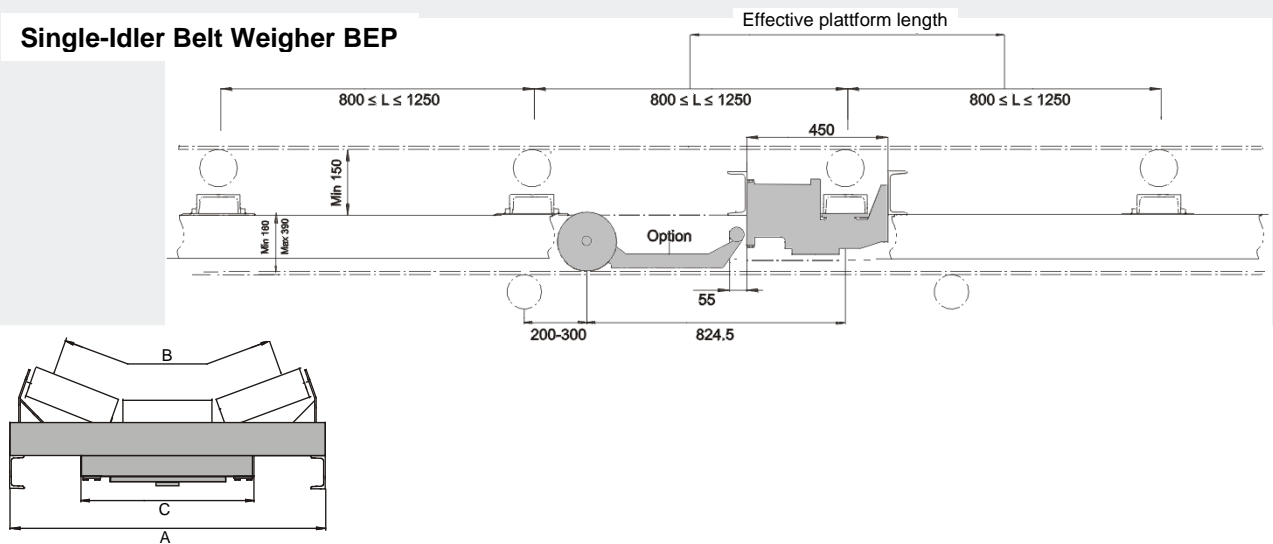 Effective plattform length
Single-Idler Belt Weigher BEP
800 ≤ L ≤ 1250
800 ≤ L ≤ 1250
800 ≤ L ≤ 1250
450
Min 150
Min 160
Max 390
Option
55
200-300
824.5
B
C
A